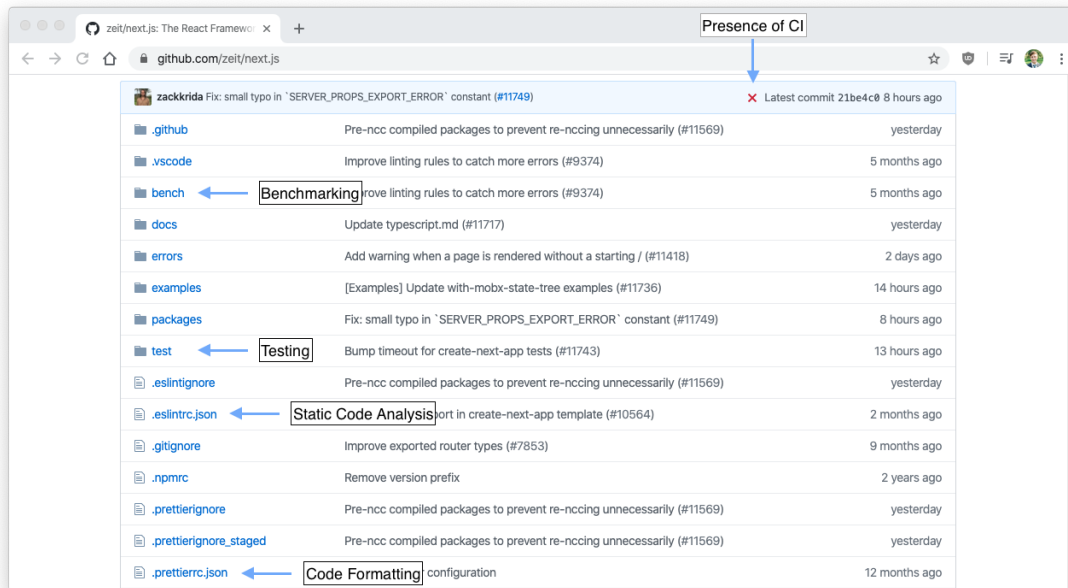 zeit/next.js: The React Framewo
Presence of CI
github.com/zeit/next.js
zackkrida Fix: small typo in `SERVER_PROPS_EXPORT_ERROR` constant (#11749) Latest commit 21be4c0 8 hours ago
.github Pre-ncc compiled packages to prevent re-nccing unnecessarily (#11569) yesterday
.vscode Improve linting rules to catch more errors (#9374) 5 months ago
bench Benchmarking rove linting rules to catch more errors (#9374) 5 months ago
docs Update typescript.md (#11717) yesterday
errors Add warning when a page is rendered without a starting / (#11418) 2 days ago
examples [Examples] Update with-mobx-state-tree examples (#11736) 14 hours ago
packages Fix: small typo in `SERVER_PROPS_EXPORT_ERROR` constant (#11749) 8 hours ago
test Testing Bump timeout for create-next-app tests (#11743) 13 hours ago
.eslintignore Pre-ncc compiled packages to prevent re-nccing unnecessarily (#11569) yesterday
.eslintrc.json Static Code Analysis ort in create-next-app template (#10564) 2 months ago
.gitignore Improve exported router types (#7853) 9 months ago
.npmrc Remove version prefix 2 years ago
.prettierignore Pre-ncc compiled packages to prevent re-nccing unnecessarily (#11569) yesterday
.prettierignore_staged Pre-ncc compiled packages to prevent re-nccing unnecessarily (#11569) yesterday
.prettierrc.json Code Formatting configuration 12 months ago